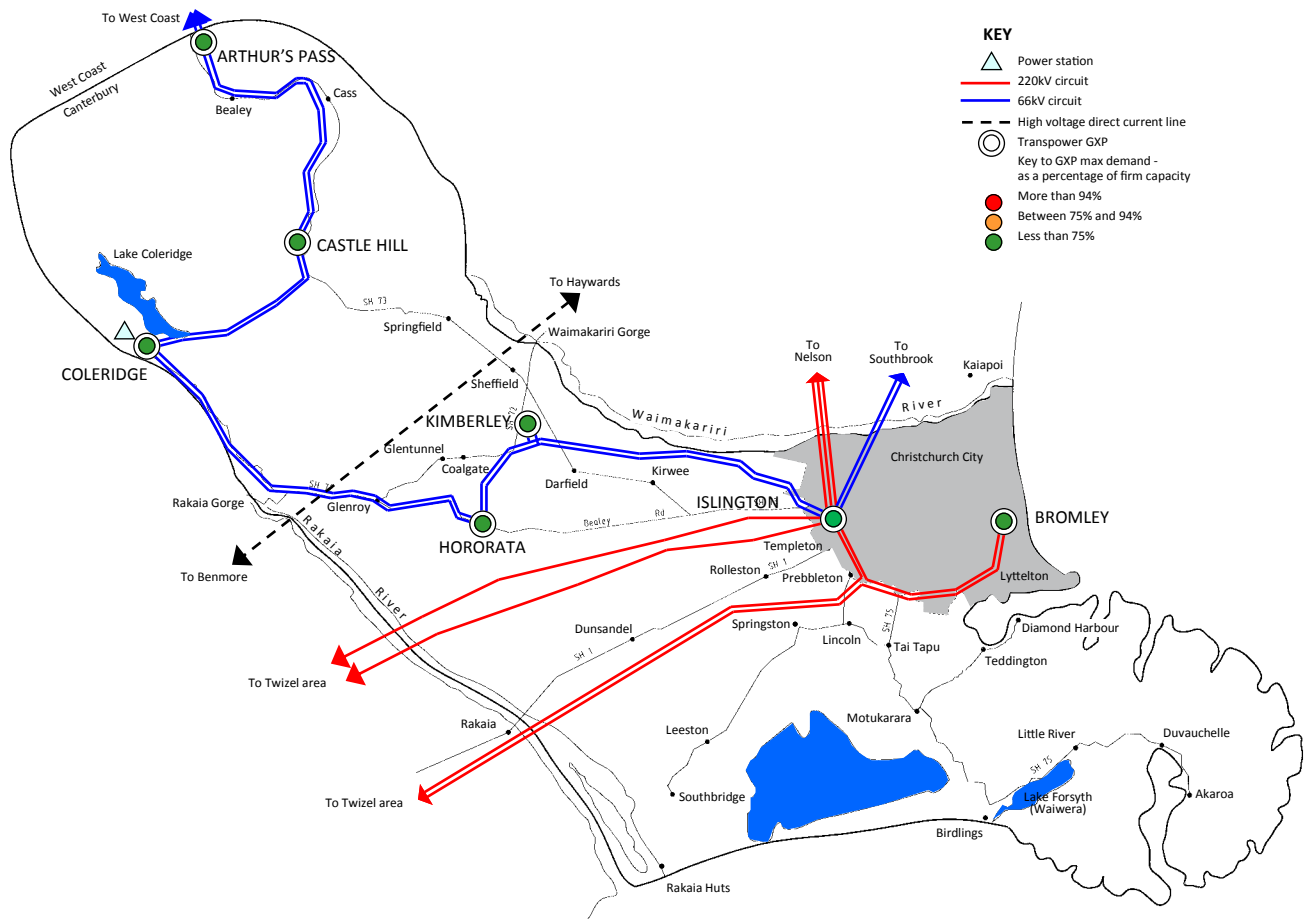 To West Coast
ARTHUR'S PASS
West Coast
Canterbury
Bealey
Cass
KEY
Power station
220kV circuit
66kV circuit
High voltage direct current line
Transpower GXP
Key to GXP max demand -
as a percentage of firm capacity
More than 94%
Between 75% and 94%
Less than 75%
CASTLE HILL
Lake Coleridge
To Haywards
SH 73
Springfield
Waimakariri Gorge
To
Nelson
To
Southbrook
Kaiapoi
COLERIDGE
Sheffield
KIMBERLEY
Waimakariri
River
Glentunnel
Coalgate
Darfield
Kirwee
Christchurch City
Rakaia Gorge
Glenroy
ISLINGTON
HORORATA
Bealey Rd
BROMLEY
Rakaia
River
To Benmore
Templeton
Rolleston
SH 1
Prebbleton
Lyttelton
Dunsandel
SH 1
Springston
Lincoln
SH 75
Tai Tapu
Diamond Harbour
Teddington
To Twizel area
Rakaia
Leeston
Motukarara
Little River
Duvauchelle
SH 75
To Twizel area
Southbridge
Lake Forsyth
(Waiwera)
Akaroa
Birdlings
Rakaia Huts